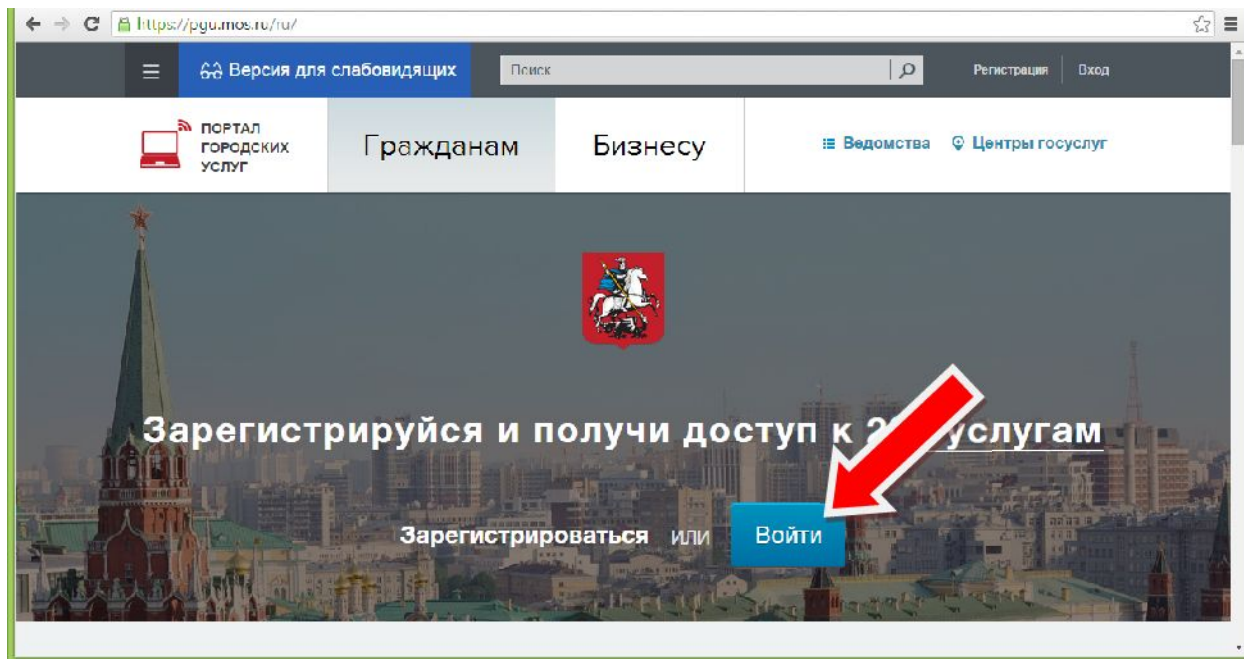 https://pgu.mos.ru/ru/
Версия для слабовидящих
Поиск
Регистрация
Вход
ПОРТАЛ
ГОРОДСКИХ
УСЛУГ
Гражданам
Бизнесу
Ведомства
Центры госуслуг
Зарегистрируйся и получи доступ к услугам
Зарегистрироваться или Войти